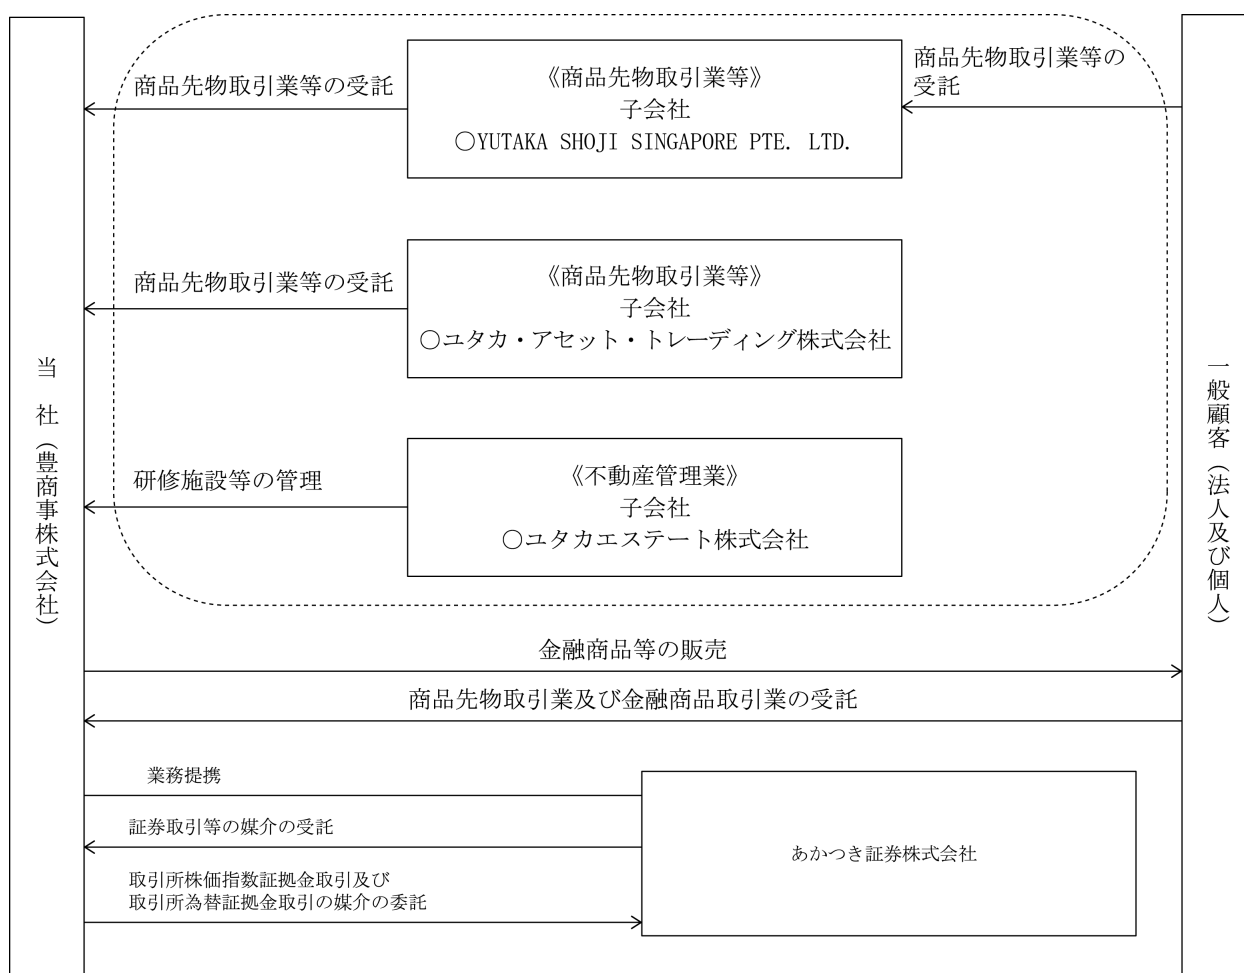 当　社（豊商事株式会社）
商品先物取引業等の受託
《商品先物取引業等》
子会社
○YUTAKA SHOJI SINGAPORE PTE. LTD.
商品先物取引業等の
受託
商品先物取引業等の受託
《商品先物取引業等》
子会社
○ユタカ・アセット・トレーディング株式会社
研修施設等の管理
《不動産管理業》
子会社
○ユタカエステート株式会社
一般顧客（法人及び個人）
金融商品等の販売
商品先物取引業及び金融商品取引業の受託
業務提携
証券取引等の媒介の受託
取引所株価指数証拠金取引及び
取引所為替証拠金取引の媒介の委託
あかつき証券株式会社